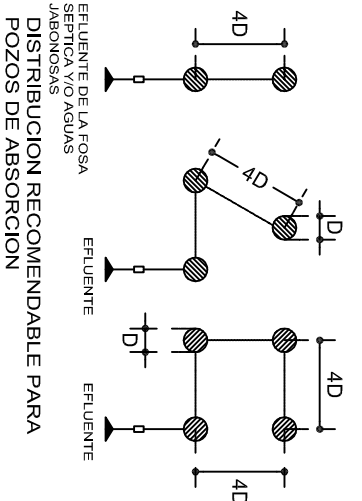 4D
EFLUENTE DE LA FOSA
SEPTICA Y/O AGUAS
JABONOSAS
4D
D
EFLUENTE
4D
D
4D
EFLUENTE
DISTRIBUCION RECOMENDABLE PARA
POZOS DE ABSORCION